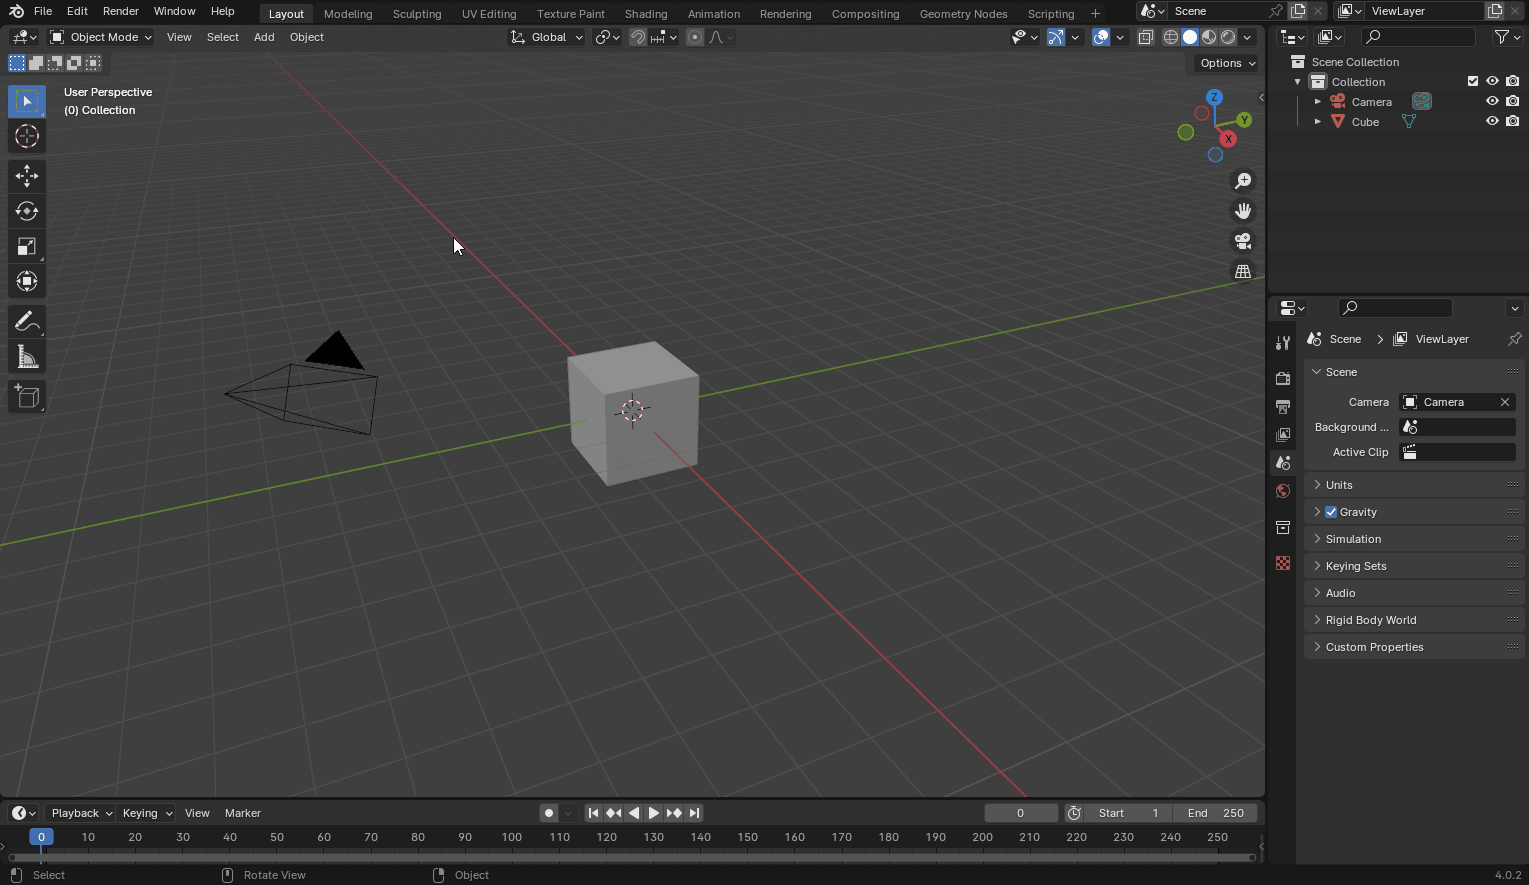 File Edit Render Window Help Layout Modeling Sculpting UV Editing Texture Paint Shading Animation Rendering Compositing Geometry Nodes Scripting + Scene ViewLayer
Object Mode View Select Add Object Global
Options
User Perspective
(0) Collection
Z
Y
X
Scene Collection
Collection
Camera
Cube
Scene > ViewLayer
Scene
Camera Camera
Background ...
Active Clip
Units
Gravity
Simulation
Keying Sets
Audio
Rigid Body World
Custom Properties
Playback Keying View Marker 0 Start 1 End 250
0 10 20 30 40 50 60 70 80 90 100 110 120 130 140 150 160 170 180 190 200 210 220 230 240 250
Select Rotate View Object 4.0.2